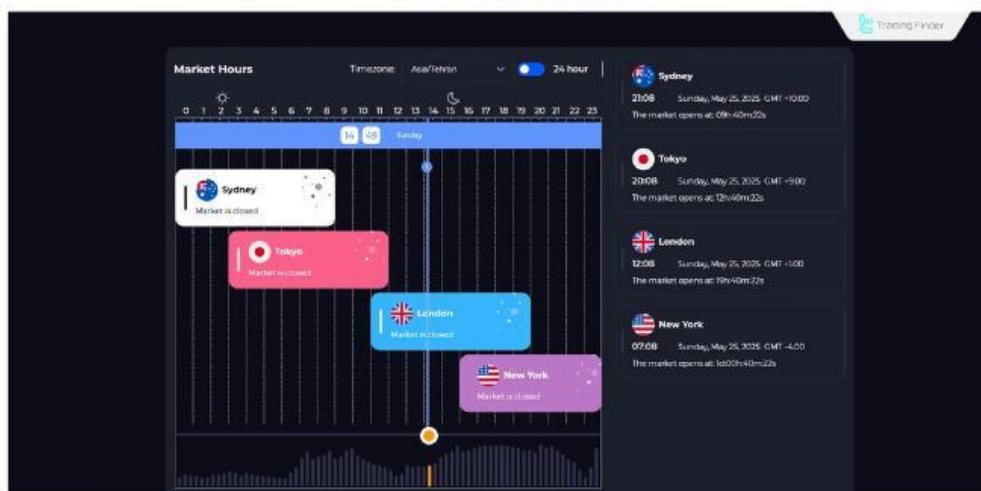 Trading Finder
Market Hours
Timezone: Asia/Tehran
24 hour
0 1 2 3 4 5 6 7 8 9 10 11 12 13 14 15 16 17 18 19 20 21 22 23
14 49 Sunday
Sydney
Market is closed
Tokyo
Market is closed
London
Market is closed
New York
Market is closed
Sydney
21:08 Sunday, May 25, 2025 GMT +10:00
The market opens at: 09h:40m:22s
Tokyo
20:08 Sunday, May 25, 2025 GMT +9:00
The market opens at: 12h:40m:22s
London
12:08 Sunday, May 25, 2025 GMT +1:00
The market opens at: 19h:40m:22s
New York
07:08 Sunday, May 25, 2025 GMT -4:00
The market opens at: 1d:00h:40m:22s